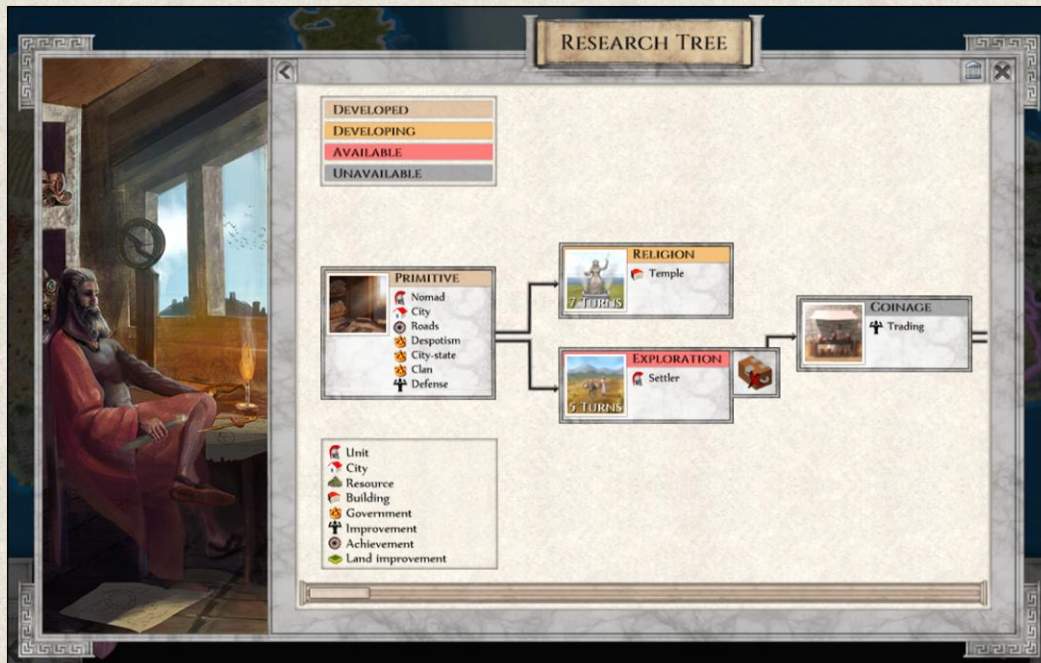 RESEARCH TREE
DEVELOPED
DEVELOPING
AVAILABLE
UNAVAILABLE
PRIMITIVE
Nomad
City
Roads
Despotism
City-state
Clan
Defense
RELIGION
Temple
7 TURNS
EXPLORATION
Settler
5 TURNS
COINAGE
Trading
Unit
City
Resource
Building
Government
Improvement
Achievement
Land improvement